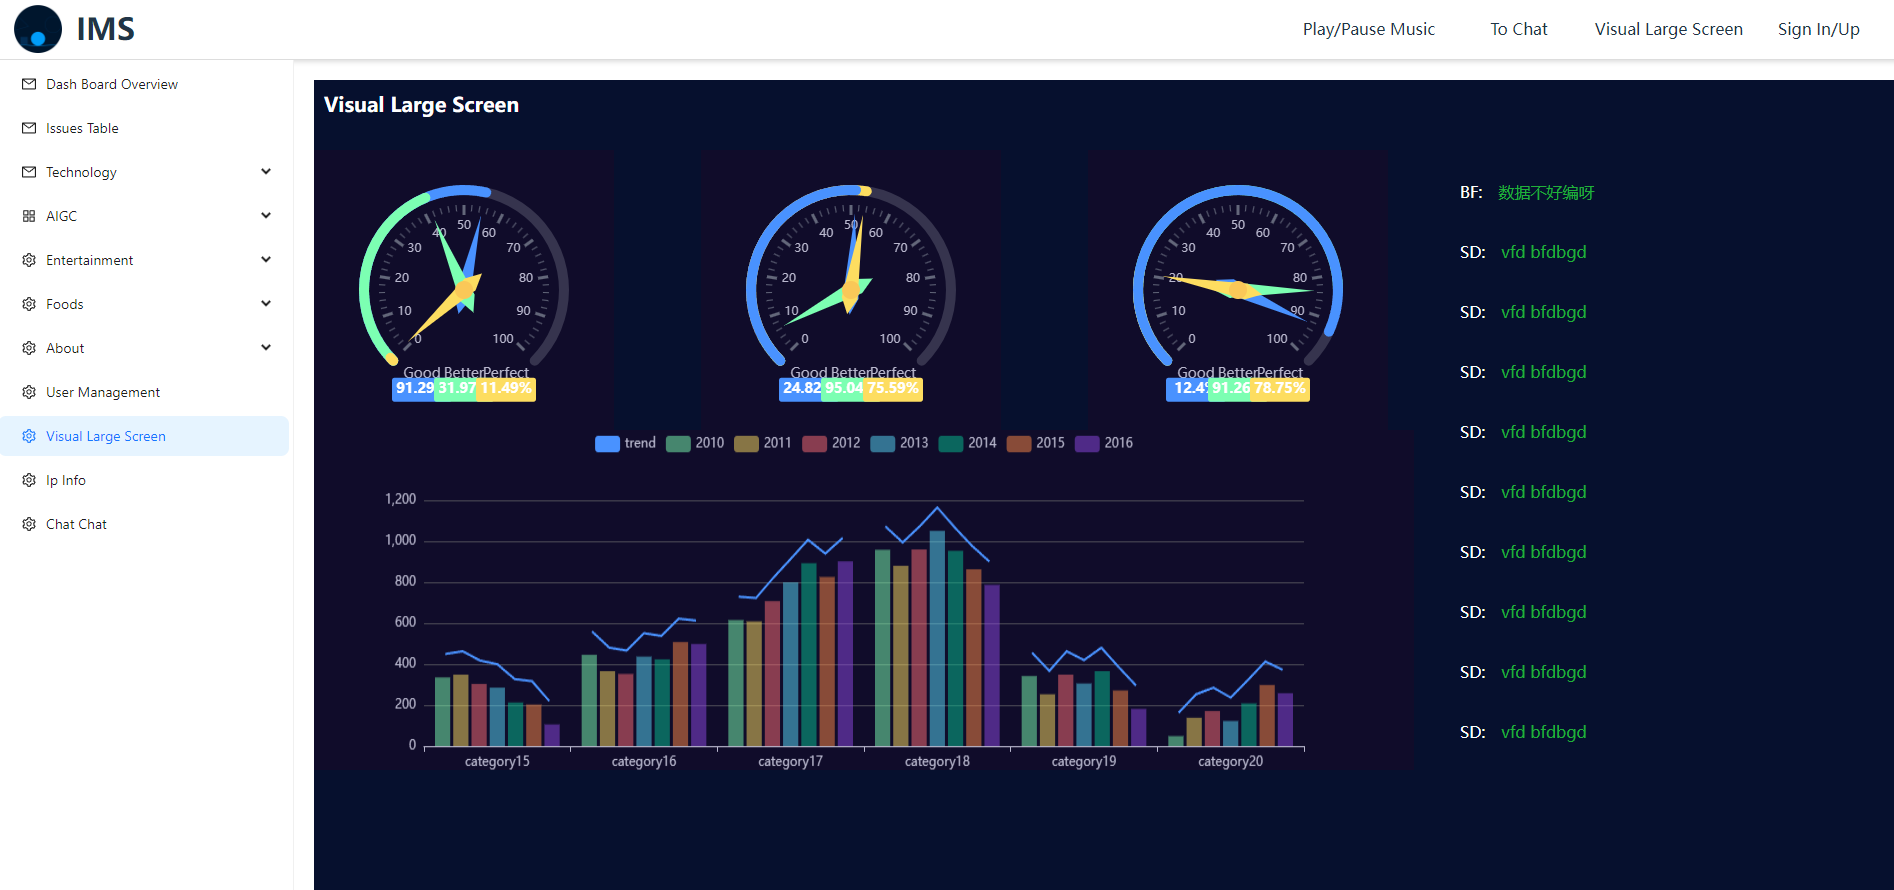 IMS
Play/Pause Music To Chat Visual Large Screen Sign In/Up
Dash Board Overview
Issues Table
Technology
AIGC
Entertainment
Foods
About
User Management
Visual Large Screen
Ip Info
Chat Chat
Visual Large Screen
0 10 20 30 40 50 60 70 80 90 100
Good Better Perfect
91.29 31.97 11.49%
0 10 20 30 40 50 60 70 80 90 100
Good Better Perfect
24.82 95.04 75.59%
0 10 20 30 40 50 60 70 80 90 100
Good Better Perfect
12.4 91.26 78.75%
trend 2010 2011 2012 2013 2014 2015 2016
1,200
1,000
800
600
400
200
0
category15 category16 category17 category18 category19 category20
BF: 数据不好编呀
SD: vfd bfdbgd
SD: vfd bfdbgd
SD: vfd bfdbgd
SD: vfd bfdbgd
SD: vfd bfdbgd
SD: vfd bfdbgd
SD: vfd bfdbgd
SD: vfd bfdbgd
SD: vfd bfdbgd